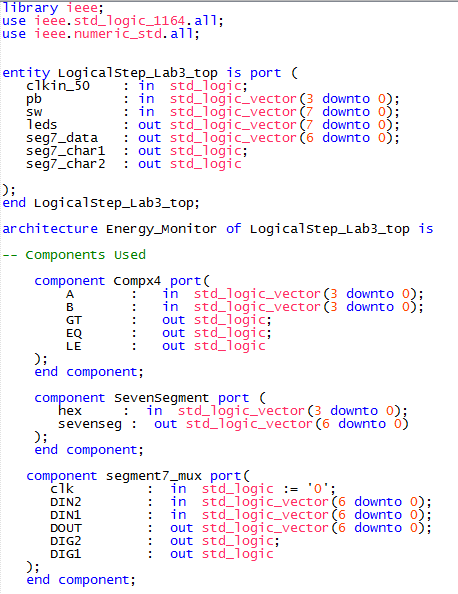 library ieee;
use ieee.std_logic_1164.all;
use ieee.numeric_std.all;
entity LogicalStep_Lab3_top is port (
clkin_50 : in std_logic;
pb : in std_logic_vector(3 downto 0);
sw : in std_logic_vector(7 downto 0);
leds : out std_logic_vector(7 downto 0);
seg7_data : out std_logic_vector(6 downto 0);
seg7_char1 : out std_logic;
seg7_char2 : out std_logic
);
end LogicalStep_Lab3_top;
architecture Energy_Monitor of LogicalStep_Lab3_top is
-- Components Used
component Compx4 port(
A : in std_logic_vector(3 downto 0);
B : in std_logic_vector(3 downto 0);
GT : out std_logic;
EQ : out std_logic;
LE : out std_logic
);
end component;
component SevenSegment port (
hex : in std_logic_vector(3 downto 0);
sevenseg : out std_logic_vector(6 downto 0)
);
end component;
component segment7_mux port(
clk : in std_logic := '0';
DIN2 : in std_logic_vector(6 downto 0);
DIN1 : in std_logic_vector(6 downto 0);
DOUT : out std_logic_vector(6 downto 0);
DIG2 : out std_logic;
DIG1 : out std_logic
);
end component;